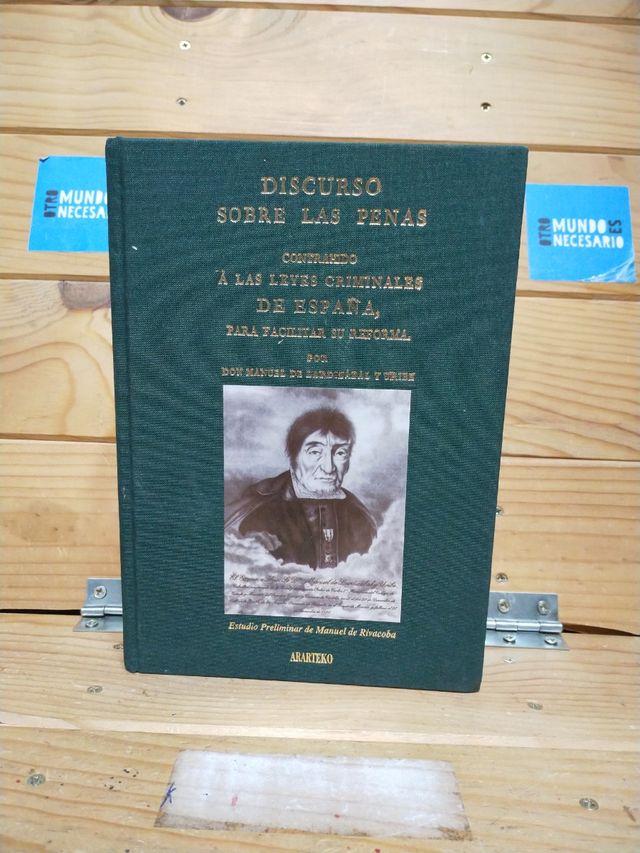 DISCURSO
SOBRE LAS PENAS
CONTRAHIDO
Á LAS LEYES CRIMINALES
DE ESPAÑA,
PARA FACILITAR SU REFORMA.
POR
DON MANUEL DE LARDIZÁBAL Y URIBE
Estudio Preliminar de Manuel de Rivacoba
ARARTEKO
OTRO
MUNDO
NECESARIO
OTRO
MUNDO ES
NECESARIO